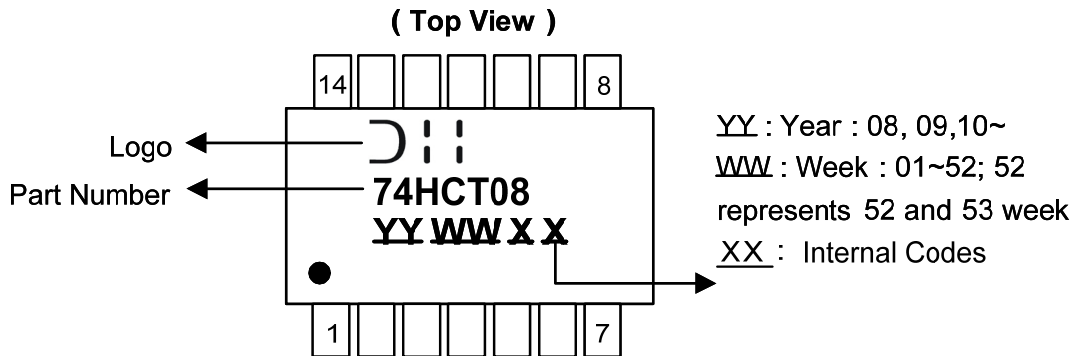 ( Top View )
14 8
Logo
Part Number
74HCT08
YY WW X X
1 7
YY : Year : 08, 09,10~
WW : Week : 01~52; 52
represents 52 and 53 week
XX : Internal Codes